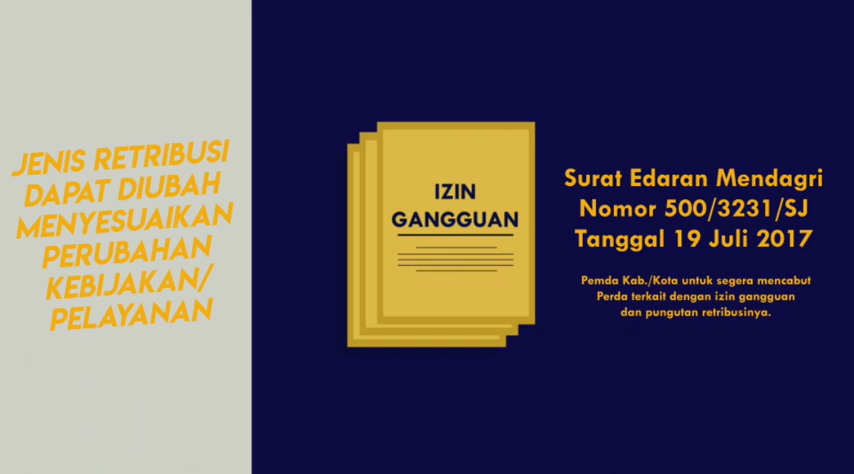 JENIS RETRIBUSI
DAPAT DIUBAH
MENYESUAIKAN
PERUBAHAN
KEBIJAKAN/
PELAYANAN
IZIN
GANGGUAN
Surat Edaran Mendagri
Nomor 500/3231/SJ
Tanggal 19 Juli 2017
Pemda Kab./Kota untuk segera mencabut
Perda terkait dengan izin gangguan
dan pungutan retribusinya.